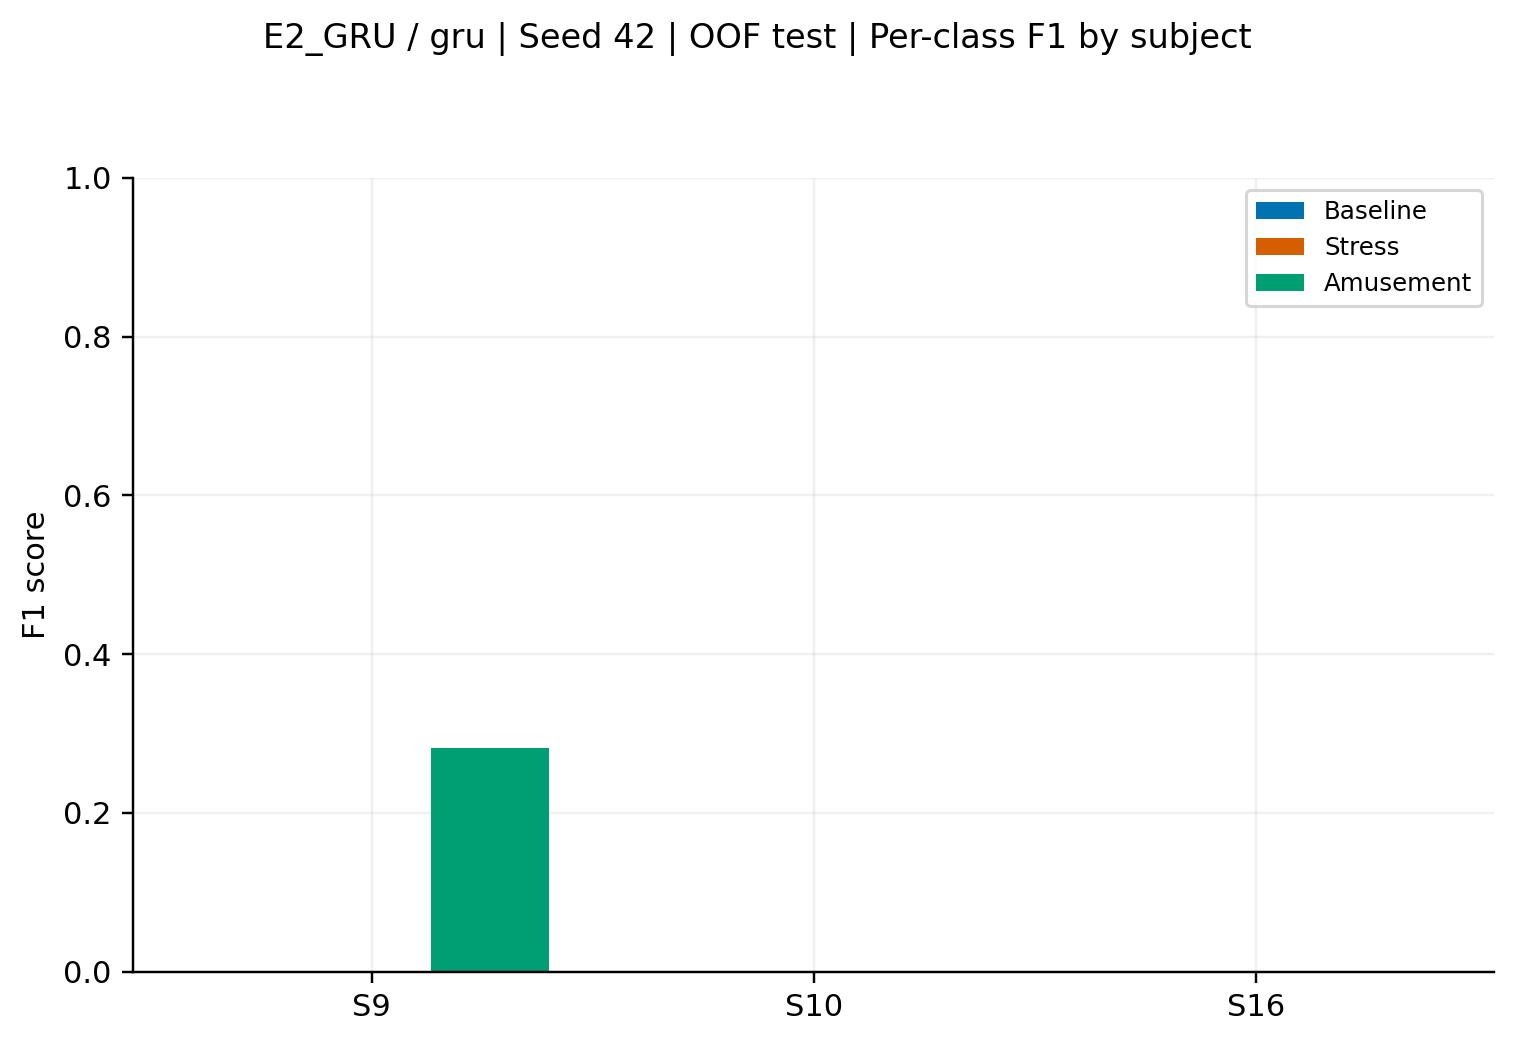 E2_GRU / gru | Seed 42 | OOF test | Per-class F1 by subject
1.0
0.8
0.6
0.4
0.2
0.0
F1 score
Baseline
Stress
Amusement
S9
S10
S16